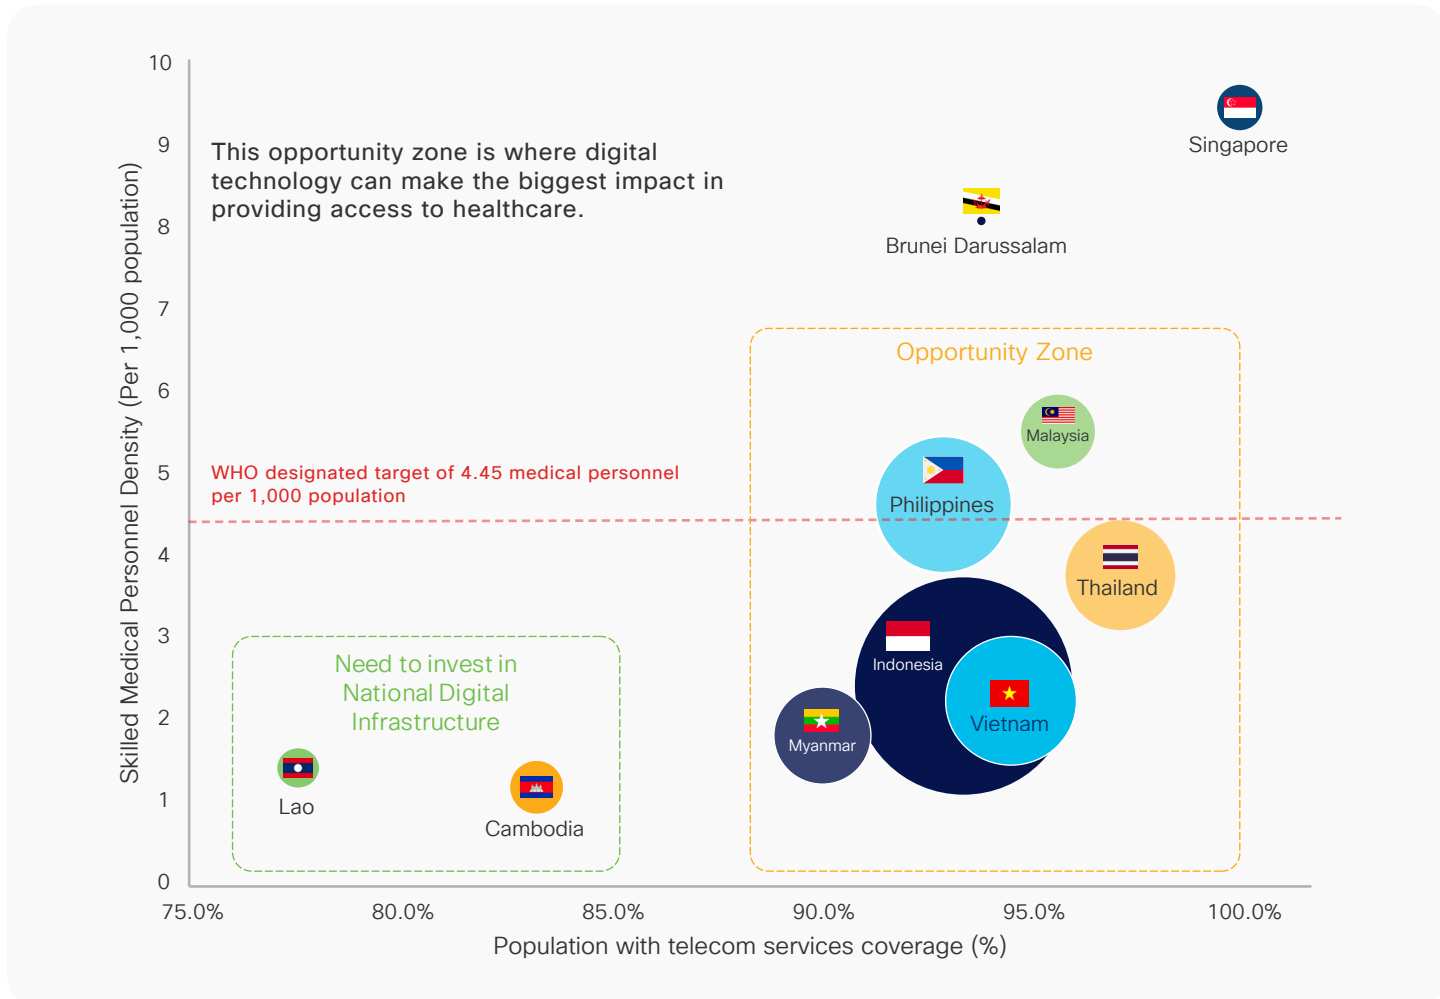 10
9
8
7
6
5
4
3
2
1
0
Skilled Medical Personnel Density (Per 1,000 population)
This opportunity zone is where digital
technology can make the biggest impact in
providing access to healthcare.
Singapore
Brunei Darussalam
Opportunity Zone
Malaysia
WHO designated target of 4.45 medical personnel
per 1,000 population
Philippines
Thailand
Need to invest in
National Digital
Infrastructure
Indonesia
Vietnam
Myanmar
Lao
Cambodia
75.0%
80.0%
85.0%
90.0%
95.0%
100.0%
Population with telecom services coverage (%)